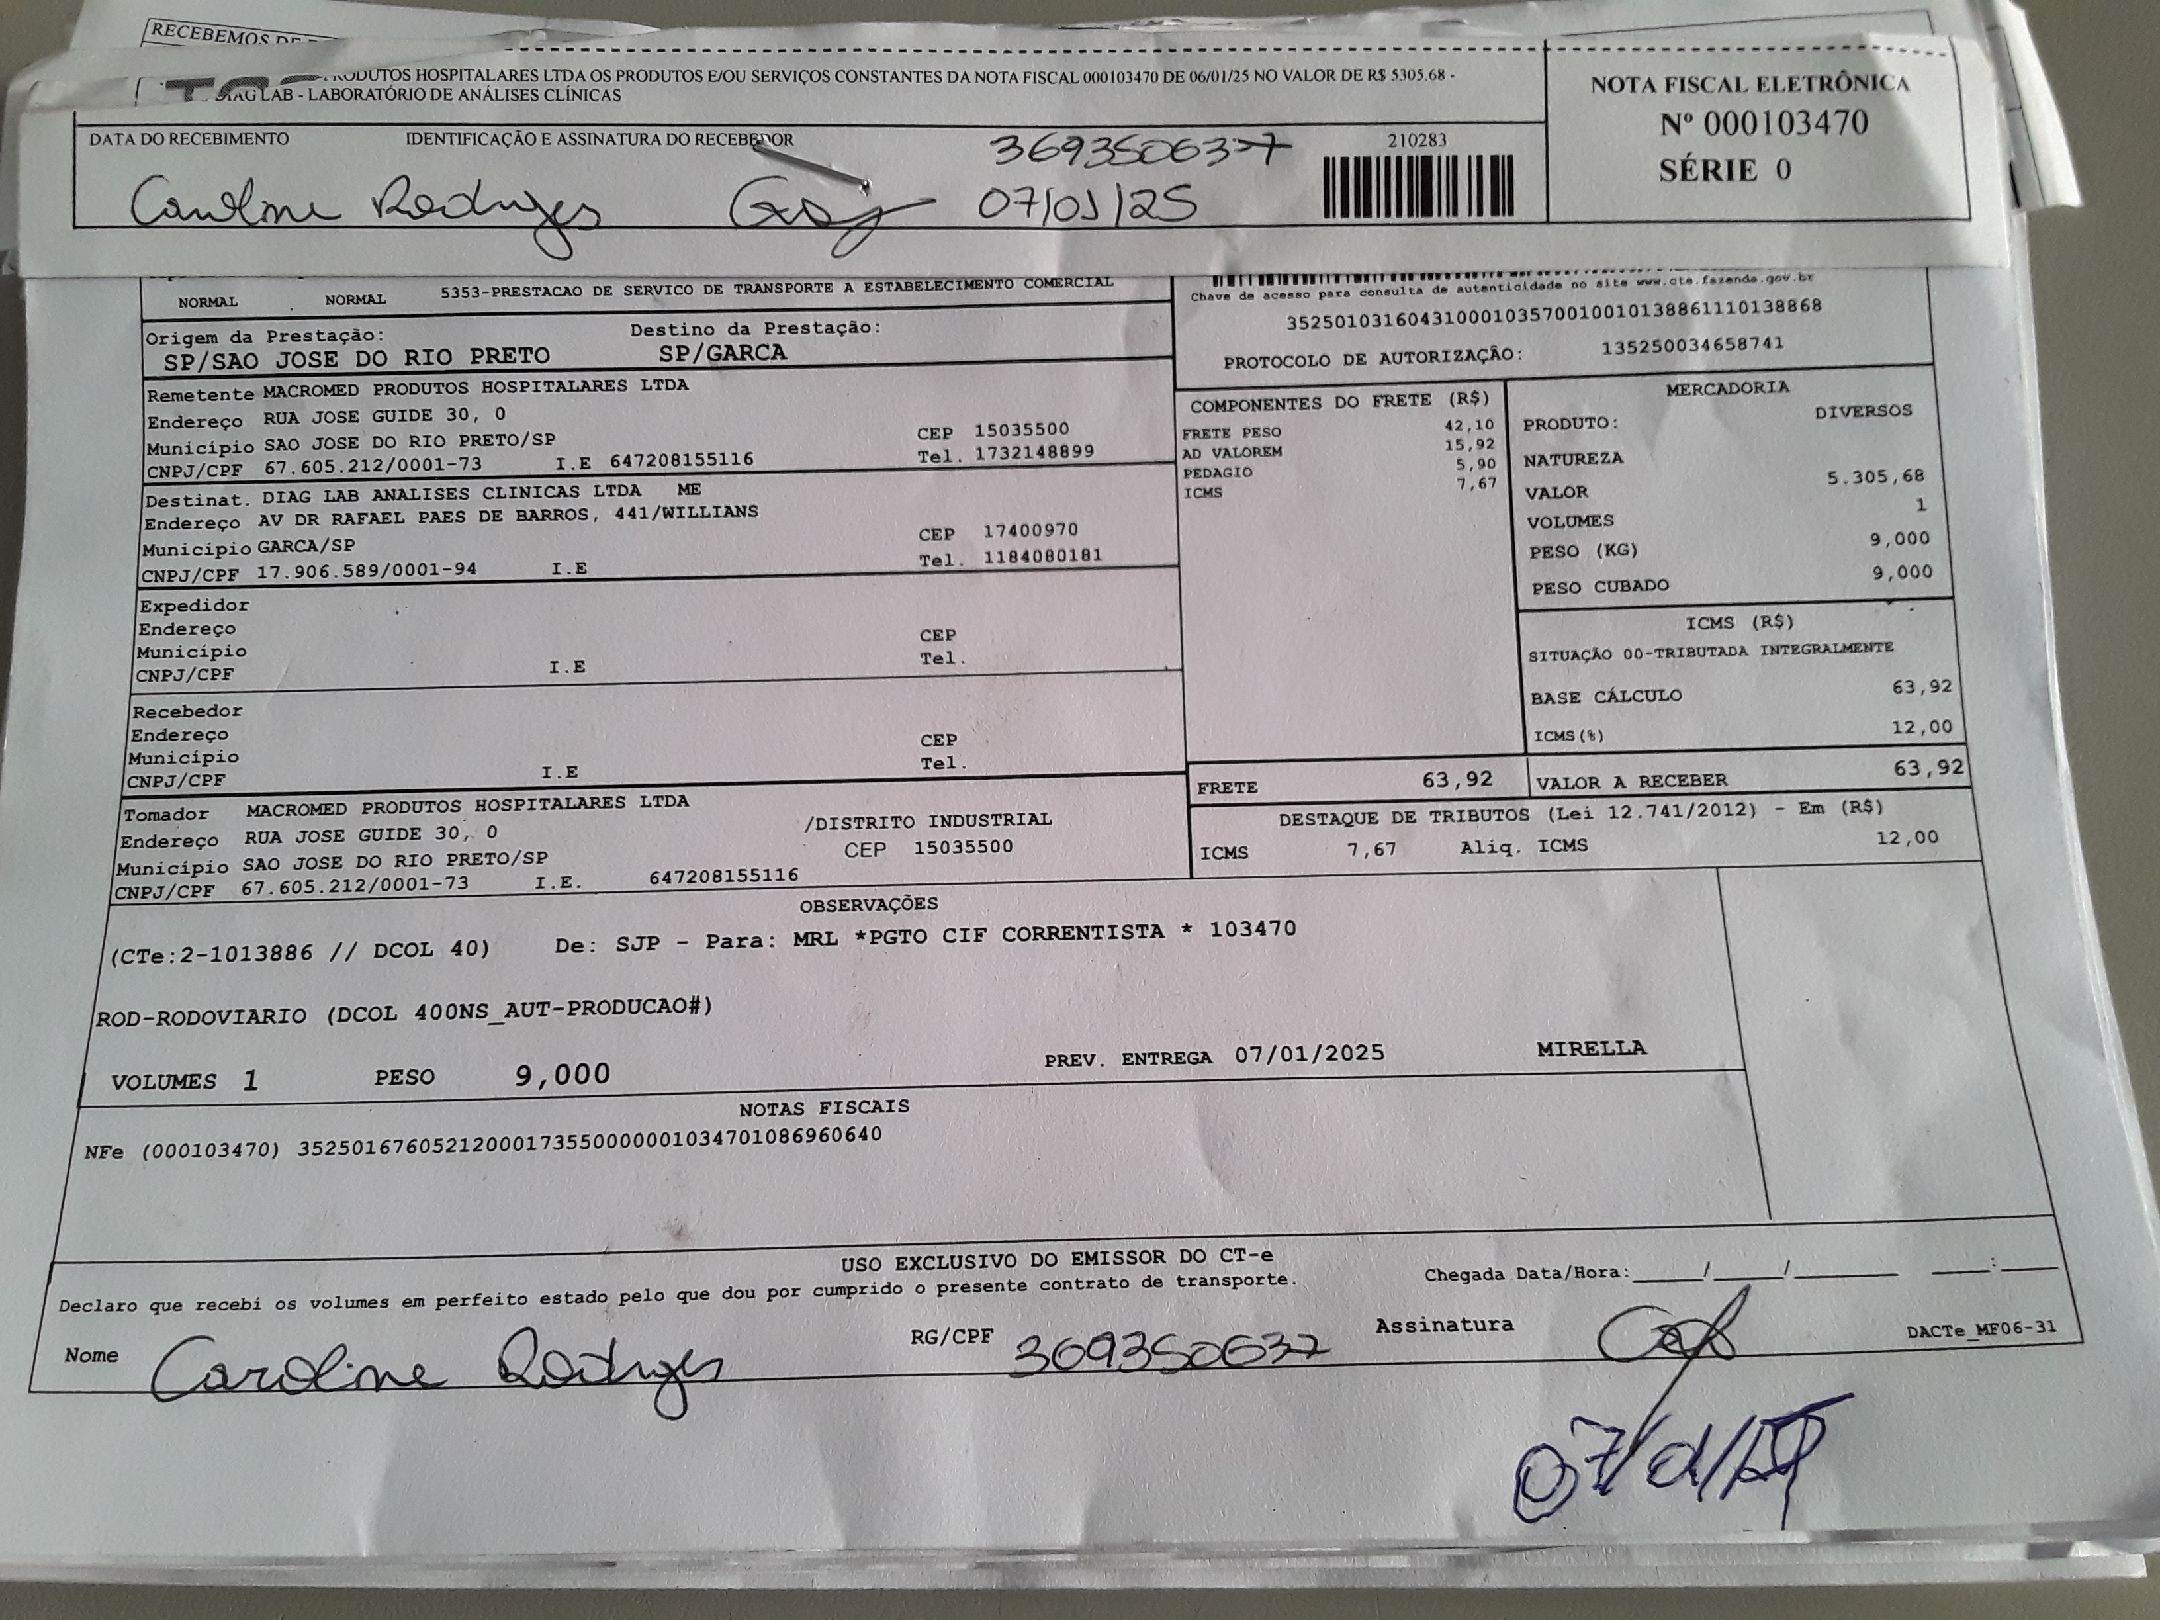 RECEBEMOS DE
RODUTOS HOSPITALARES LTDA OS PRODUTOS E/OU SERVIÇOS CONSTANTES DA NOTA FISCAL 000103470 DE 06/01/25 NO VALOR DE R$ 5305.68 -
DIAG LAB - LABORATÓRIO DE ANÁLISES CLÍNICAS
NOTA FISCAL ELETRÔNICA
Nº 000103470
SÉRIE 0
DATA DO RECEBIMENTO IDENTIFICAÇÃO E ASSINATURA DO RECEBEDOR 3693506377 210283
Caroline Rodrigues 07/01/25
NORMAL NORMAL 5353-PRESTACAO DE SERVICO DE TRANSPORTE A ESTABELECIMENTO COMERCIAL
Chave de acesso para consulta de autenticidade no site www.cte.fazenda.gov.br
35250103160431000103570010010138861110138868
PROTOCOLO DE AUTORIZAÇÃO: 135250034658741
Origem da Prestação: Destino da Prestação:
SP/SAO JOSE DO RIO PRETO SP/GARCA
Remetente MACROMED PRODUTOS HOSPITALARES LTDA
Endereço RUA JOSE GUIDE 30, 0
Município SAO JOSE DO RIO PRETO/SP CEP 15035500
CNPJ/CPF 67.605.212/0001-73 I.E 647208155116 Tel. 1732148899
Destinat. DIAG LAB ANALISES CLINICAS LTDA ME
Endereço AV DR RAFAEL PAES DE BARROS, 441/WILLIANS
Município GARCA/SP CEP 17400970
CNPJ/CPF 17.906.589/0001-94 I.E Tel. 1184080181
Expedidor
Endereço
Município CEP
CNPJ/CPF I.E Tel.
Recebedor
Endereço
Município CEP
CNPJ/CPF I.E Tel.
Tomador MACROMED PRODUTOS HOSPITALARES LTDA
Endereço RUA JOSE GUIDE 30, 0 /DISTRITO INDUSTRIAL
Município SAO JOSE DO RIO PRETO/SP CEP 15035500
CNPJ/CPF 67.605.212/0001-73 I.E. 647208155116
COMPONENTES DO FRETE (R$)
FRETE PESO 42,10
AD VALOREM 15,92
PEDAGIO 5,90
ICMS 7,67
MERCADORIA
PRODUTO: DIVERSOS
NATUREZA
VALOR 5.305,68
VOLUMES 1
PESO (KG) 9,000
PESO CUBADO 9,000
ICMS (R$)
SITUAÇÃO 00-TRIBUTADA INTEGRALMENTE
BASE CÁLCULO 63,92
ICMS(%) 12,00
FRETE 63,92 VALOR A RECEBER 63,92
DESTAQUE DE TRIBUTOS (Lei 12.741/2012) - Em (R$)
ICMS 7,67 Aliq. ICMS 12,00
OBSERVAÇÕES
(CTe:2-1013886 // DCOL 40) De: SJP - Para: MRL *PGTO CIF CORRENTISTA * 103470
ROD-RODOVIARIO (DCOL 400NS_AUT-PRODUCAO#)
VOLUMES 1 PESO 9,000 PREV. ENTREGA 07/01/2025 MIRELLA
NOTAS FISCAIS
NFe (000103470) 35250167605212000173550000001034701086960640
USO EXCLUSIVO DO EMISSOR DO CT-e
Declaro que recebi os volumes em perfeito estado pelo que dou por cumprido o presente contrato de transporte. Chegada Data/Hora:____/____/______ ___:___
Nome Caroline Rodrigues RG/CPF 369350637 Assinatura DACTe_MF06-31